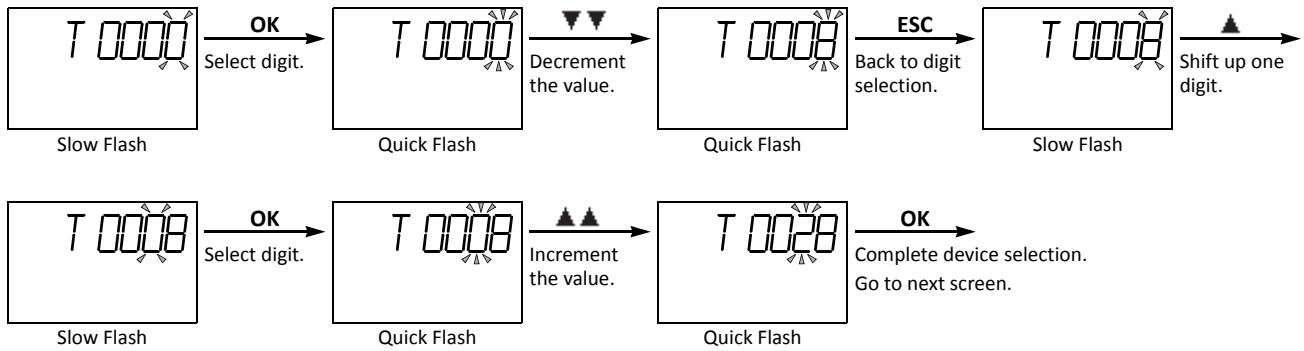 T 0000
OK
Select digit.
Slow Flash
T 0000
▼▼
Decrement
the value.
Quick Flash
T 0008
ESC
Back to digit
selection.
Quick Flash
T 0008
▲
Shift up one
digit.
Slow Flash
T 0008
OK
Select digit.
Slow Flash
T 0008
▲▲
Increment
the value.
Quick Flash
T 0028
OK
Complete device selection.
Go to next screen.
Quick Flash